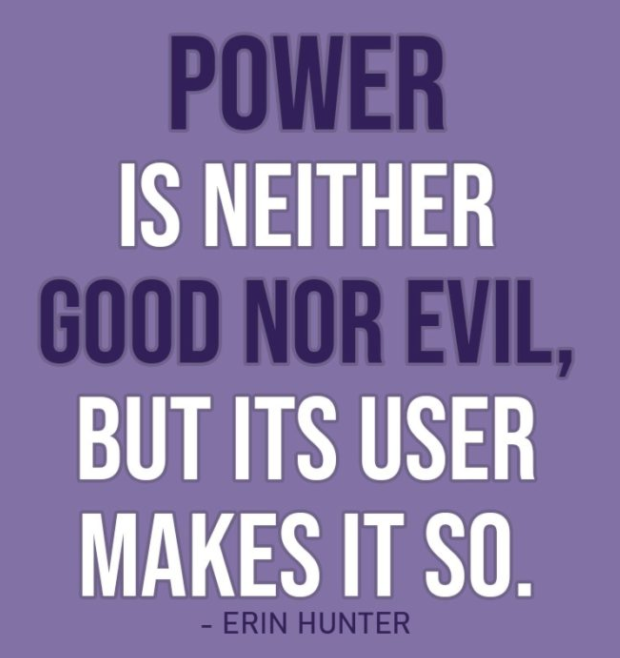 POWER
IS NEITHER
GOOD NOR EVIL,
BUT ITS USER
MAKES IT SO.
- ERIN HUNTER